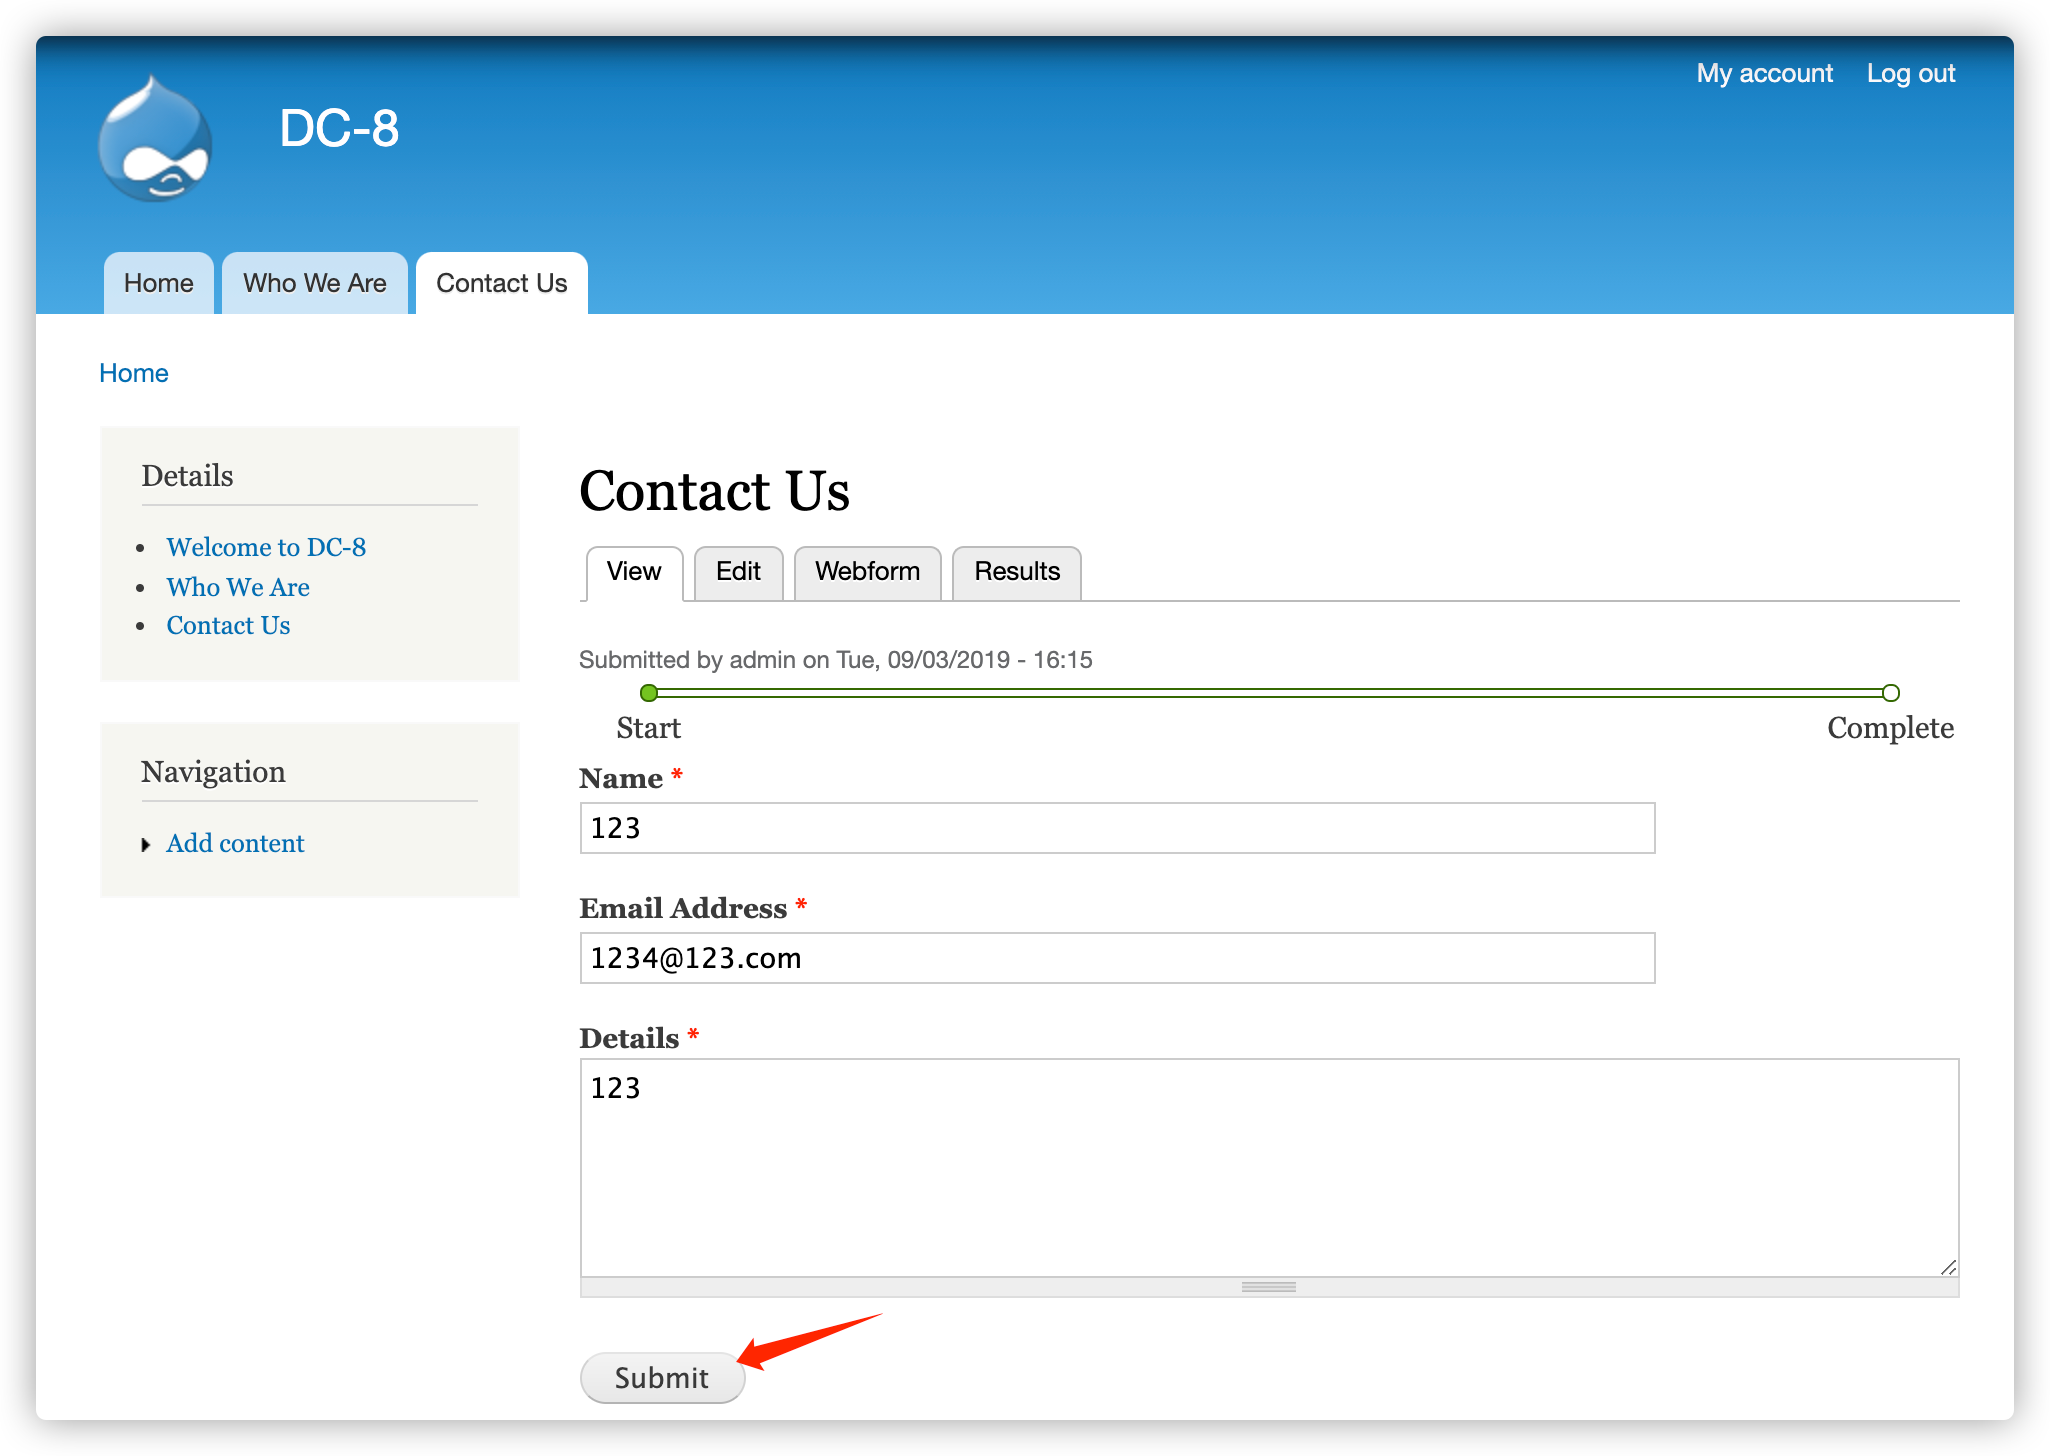 My account Log out
DC-8
Home Who We Are Contact Us
Home
Details
Welcome to DC-8
Who We Are
Contact Us
Navigation
Add content
Contact Us
View Edit Webform Results
Submitted by admin on Tue, 09/03/2019 - 16:15
Start Complete
Name *
123
Email Address *
1234@123.com
Details *
123
Submit